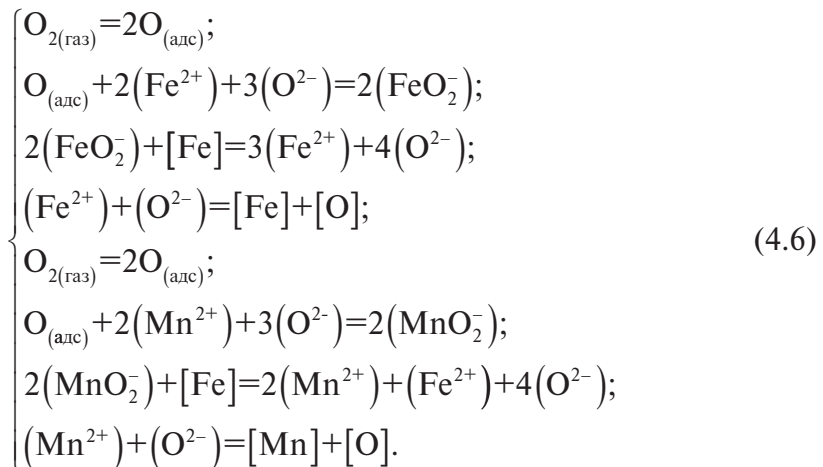 O₂(газ)=2O(адс);
O(адс)+2(Fe²⁺)+3(O²⁻)=2(FeO₂⁻);
2(FeO₂⁻)+[Fe]=3(Fe²⁺)+4(O²⁻);
(Fe²⁺)+(O²⁻)=[Fe]+[O];
(4.6)
O₂(газ)=2O(адс);
O(адс)+2(Mn²⁺)+3(O²⁻)=2(MnO₂⁻);
2(MnO₂⁻)+[Fe]=2(Mn²⁺)+(Fe²⁺)+4(O²⁻);
(Mn²⁺)+(O²⁻)=[Mn]+[O].